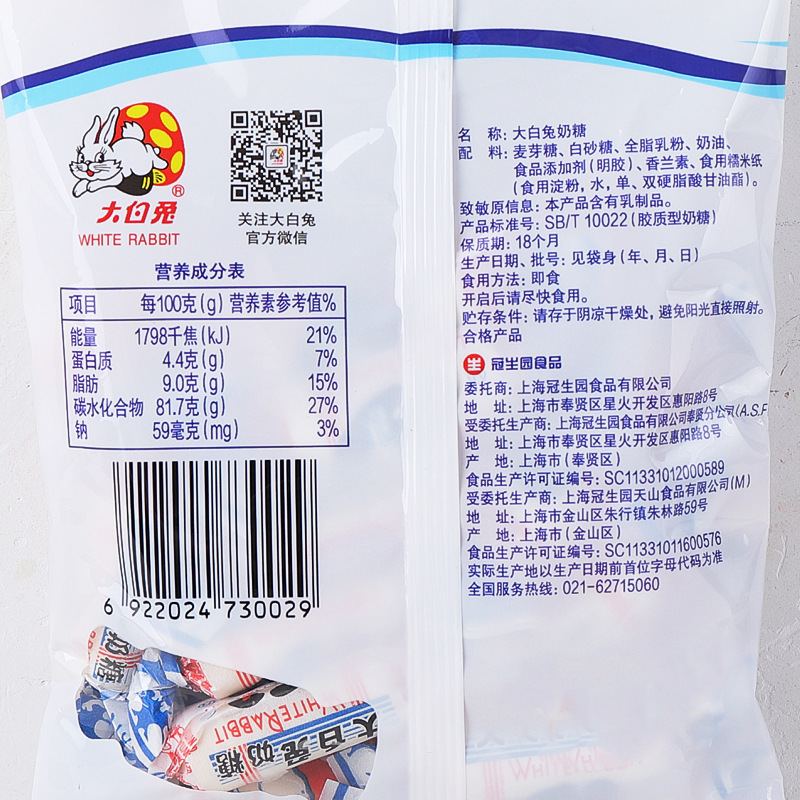 大白兔
WHITE RABBIT
®
关注大白兔
官方微信
营养成分表
项目 每100克(g) 营养素参考值%
能量 1798千焦(kJ) 21%
蛋白质 4.4克(g) 7%
脂肪 9.0克(g) 15%
碳水化合物 81.7克(g) 27%
钠 59毫克(mg) 3%
6 922024 730029
名 称: 大白兔奶糖
配 料: 麦芽糖、白砂糖、全脂乳粉、奶油、
食品添加剂(明胶)、香兰素、食用糯米纸
(食用淀粉,水,单、双硬脂酸甘油酯)。
致敏原信息: 本产品含有乳制品。
产品标准号: SB/T 10022(胶质型奶糖)
保质期: 18个月
生产日期、批号: 见袋身(年、月、日)
食用方法: 即食
开启后请尽快食用。
贮存条件: 请存于阴凉干燥处,避免阳光直接照射。
合格产品
冠生园食品
委托商: 上海冠生园食品有限公司
地 址: 上海市奉贤区星火开发区惠阳路8号
受委托生产商: 上海冠生园食品有限公司奉贤分公司(A.S.F
地 址: 上海市奉贤区星火开发区惠阳路8号
产 地: 上海市(奉贤区)
食品生产许可证编号: SC11331012000589
受委托生产商: 上海冠生园天山食品有限公司(M)
地 址: 上海市金山区朱行镇朱林路59号
产 地: 上海市(金山区)
食品生产许可证编号: SC11331011600576
实际生产地以生产日期前首位字母代码为准
全国服务热线: 021-62715060
奶糖
WHITE RABBIT
大白兔奶糖